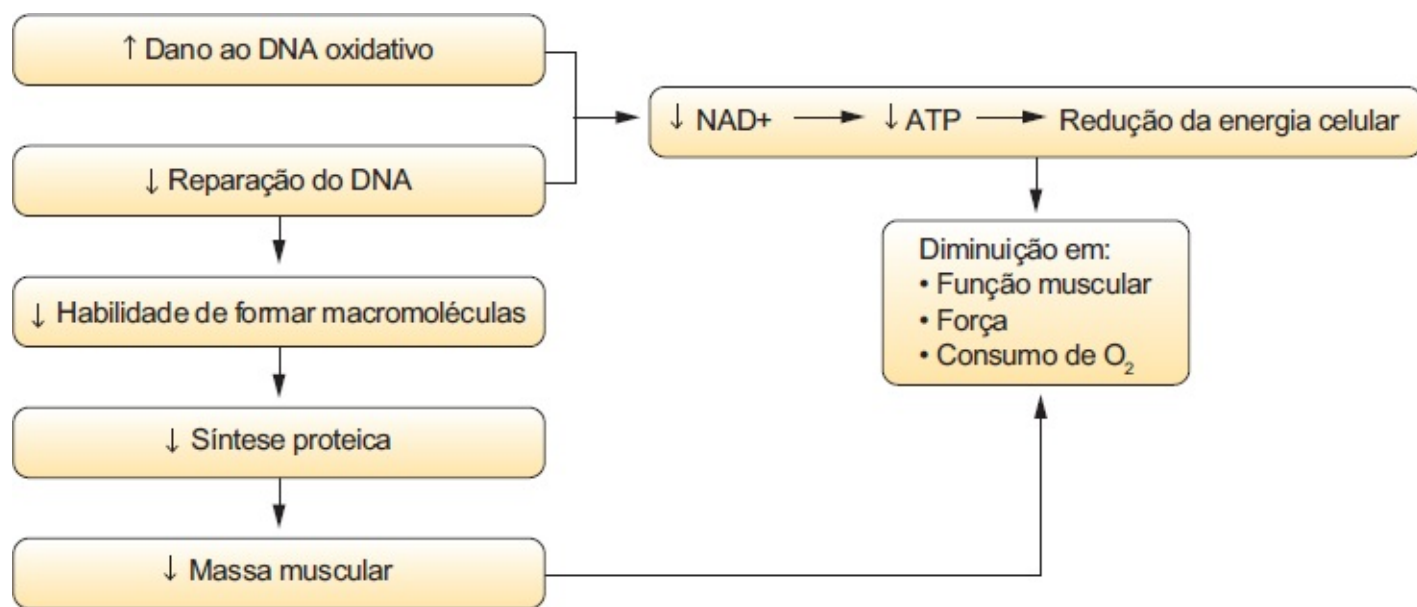 ↑ Dano ao DNA oxidativo
↓ Reparação do DNA
↓ Habilidade de formar macromoléculas
↓ Síntese proteica
↓ Massa muscular
↓ NAD+ → ↓ ATP → Redução da energia celular
Diminuição em:
• Função muscular
• Força
• Consumo de O₂